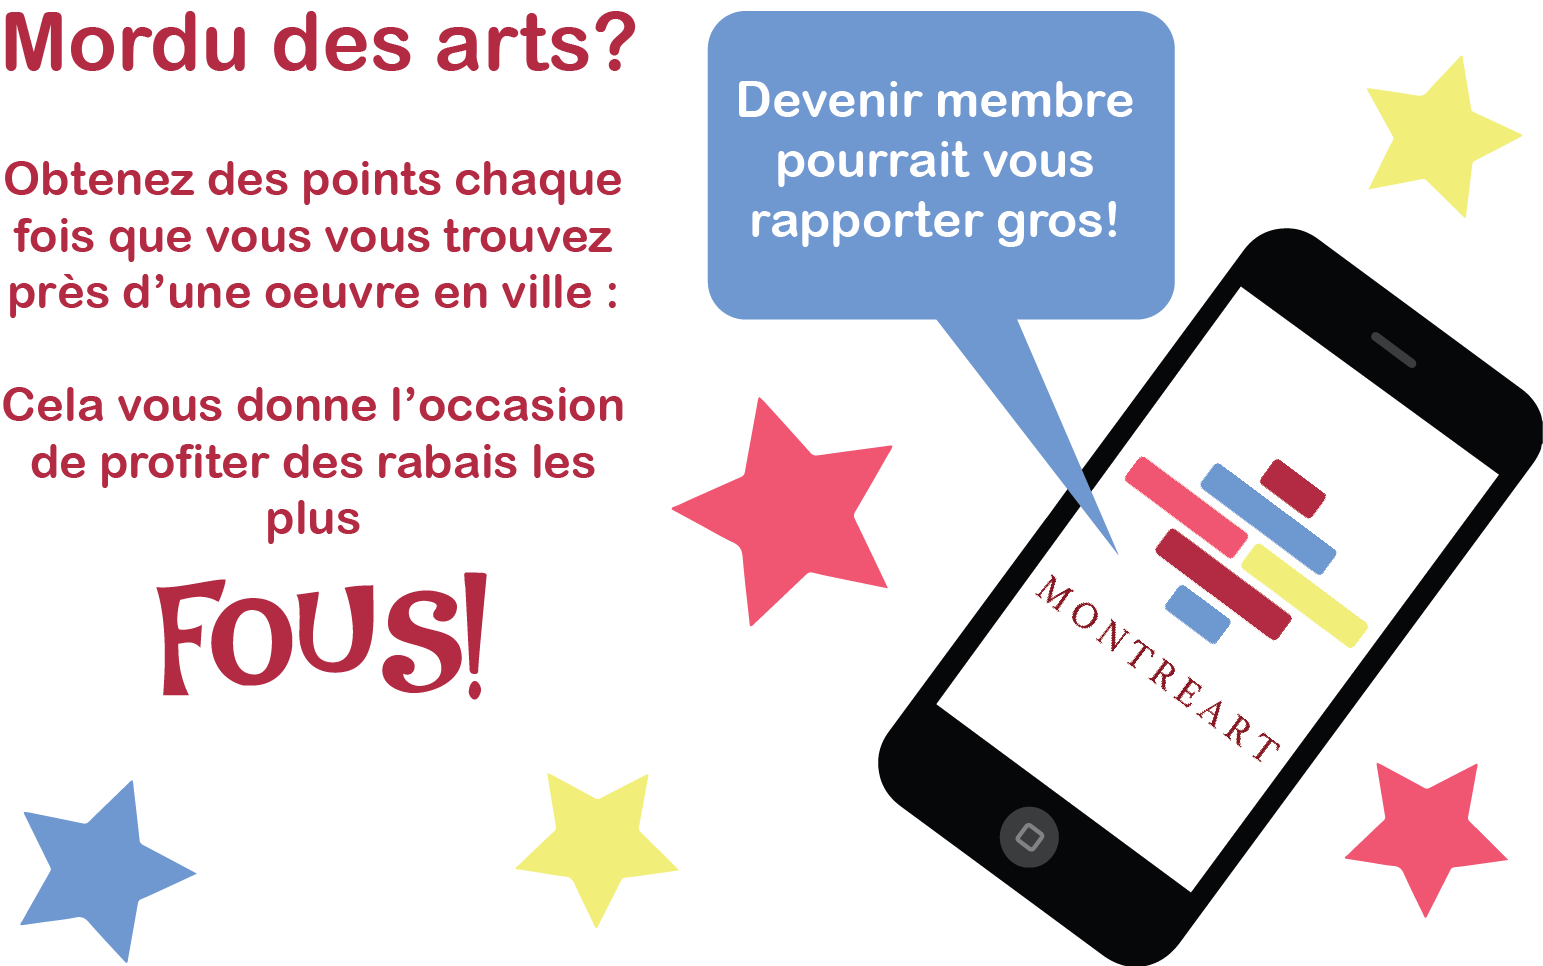 Mordu des arts?
Obtenez des points chaque
fois que vous vous trouvez
près d’une oeuvre en ville :
Cela vous donne l’occasion
de profiter des rabais les
plus
FOUS!
Devenir membre
pourrait vous
rapporter gros!
MONTREART